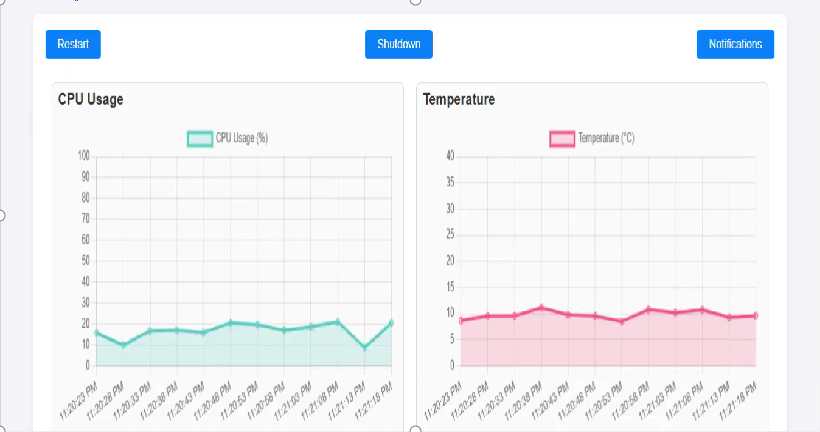 Restart Shutdown Notifications
CPU Usage
CPU Usage (%)
100
90
80
70
60
50
40
30
20
10
0
11:20:23 PM 11:20:28 PM 11:20:33 PM 11:20:38 PM 11:20:43 PM 11:20:48 PM 11:20:53 PM 11:20:58 PM 11:21:03 PM 11:21:08 PM 11:21:13 PM 11:21:18 PM
Temperature
Temperature (°C)
40
35
30
25
20
15
10
5
0
11:20:23 PM 11:20:28 PM 11:20:33 PM 11:20:38 PM 11:20:43 PM 11:20:48 PM 11:20:53 PM 11:20:58 PM 11:21:03 PM 11:21:08 PM 11:21:13 PM 11:21:18 PM